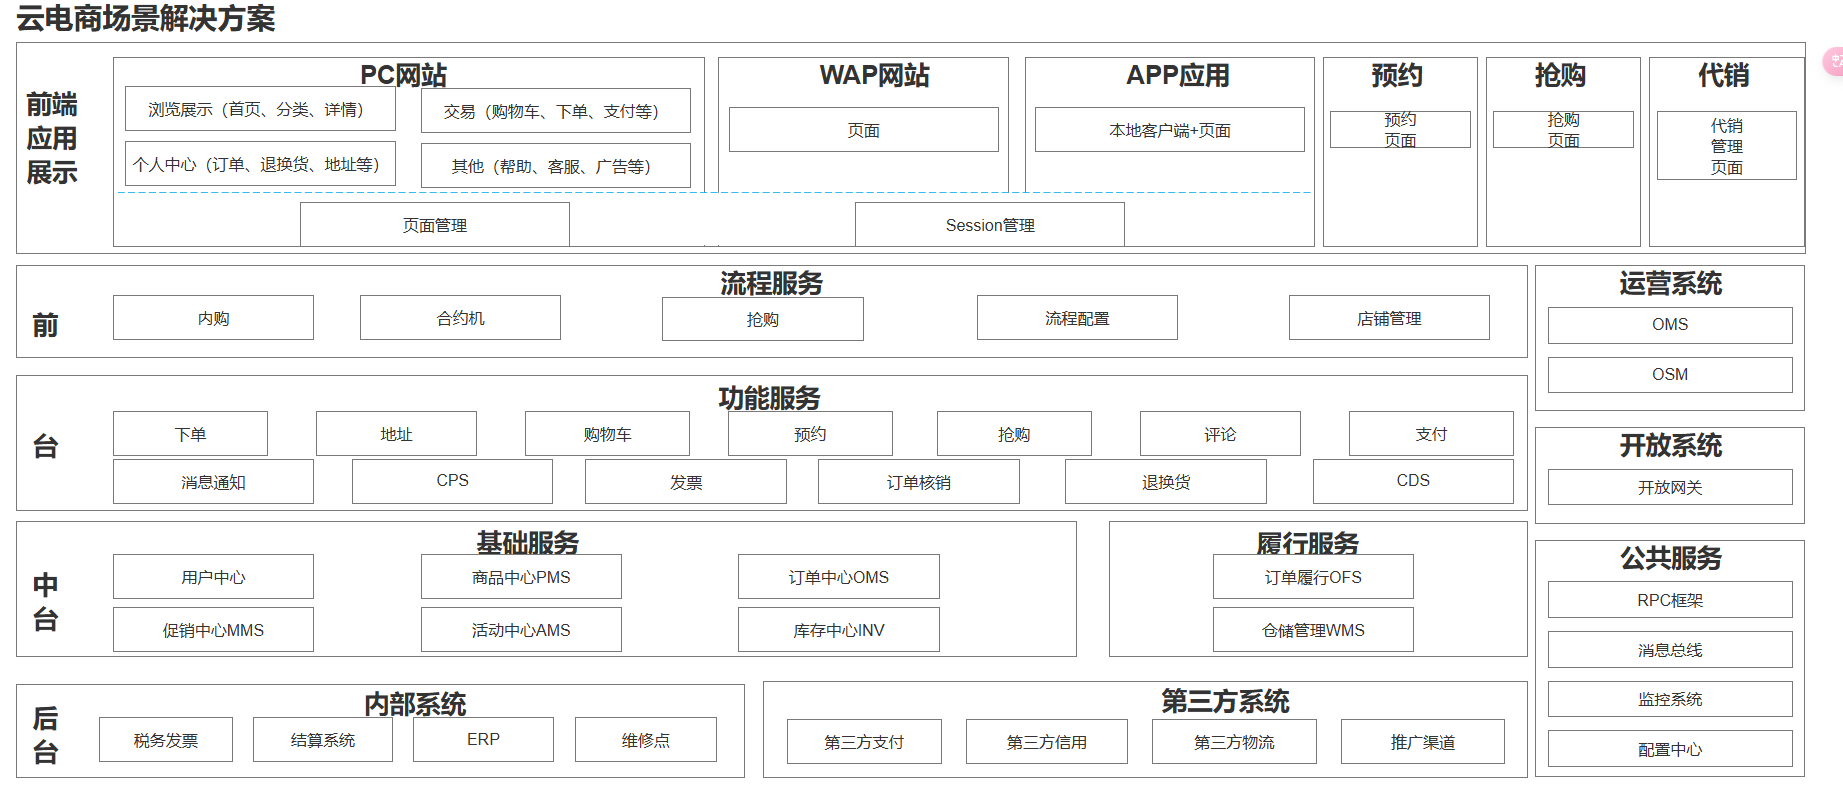 云电商场景解决方案
前端
应用
展示
PC网站
浏览展示（首页、分类、详情）
交易（购物车、下单、支付等）
个人中心（订单、退换货、地址等）
其他（帮助、客服、广告等）
WAP网站
页面
APP应用
本地客户端+页面
页面管理
Session管理
预约
预约
页面
抢购
抢购
页面
代销
代销
管理
页面
前
流程服务
内购
合约机
抢购
流程配置
店铺管理
台
功能服务
下单
地址
购物车
预约
抢购
评论
支付
消息通知
CPS
发票
订单核销
退换货
CDS
中
台
基础服务
用户中心
商品中心PMS
订单中心OMS
促销中心MMS
活动中心AMS
库存中心INV
履行服务
订单履行OFS
仓储管理WMS
后
台
内部系统
税务发票
结算系统
ERP
维修点
第三方系统
第三方支付
第三方信用
第三方物流
推广渠道
运营系统
OMS
OSM
开放系统
开放网关
公共服务
RPC框架
消息总线
监控系统
配置中心